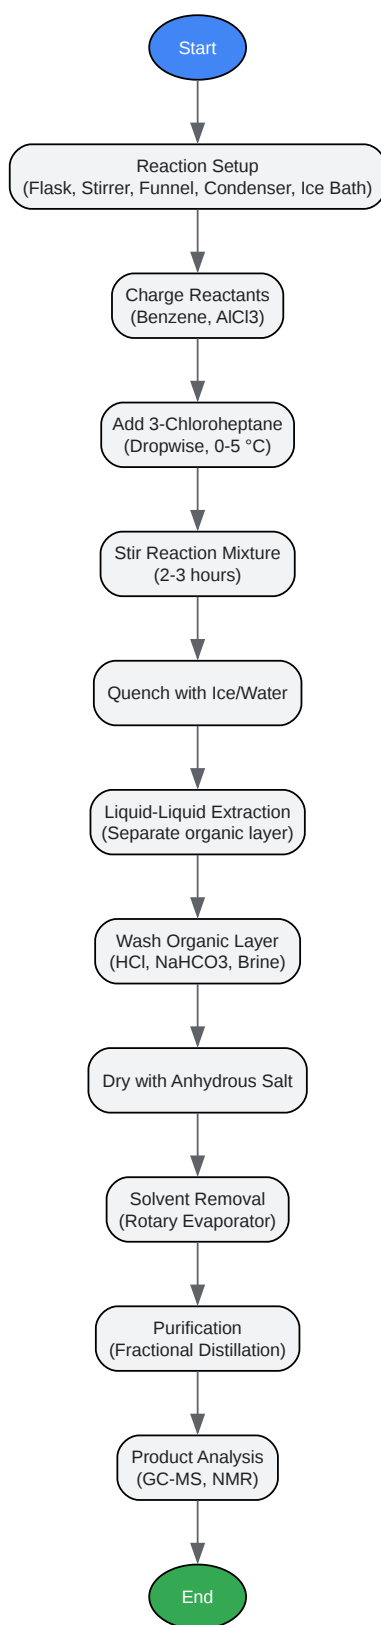 Start
Reaction Setup
(Flask, Stirrer, Funnel, Condenser, Ice Bath)
Charge Reactants
(Benzene, AlCl3)
Add 3-Chloroheptane
(Dropwise, 0-5 °C)
Stir Reaction Mixture
(2-3 hours)
Quench with Ice/Water
Liquid-Liquid Extraction
(Separate organic layer)
Wash Organic Layer
(HCl, NaHCO3, Brine)
Dry with Anhydrous Salt
Solvent Removal
(Rotary Evaporator)
Purification
(Fractional Distillation)
Product Analysis
(GC-MS, NMR)
End